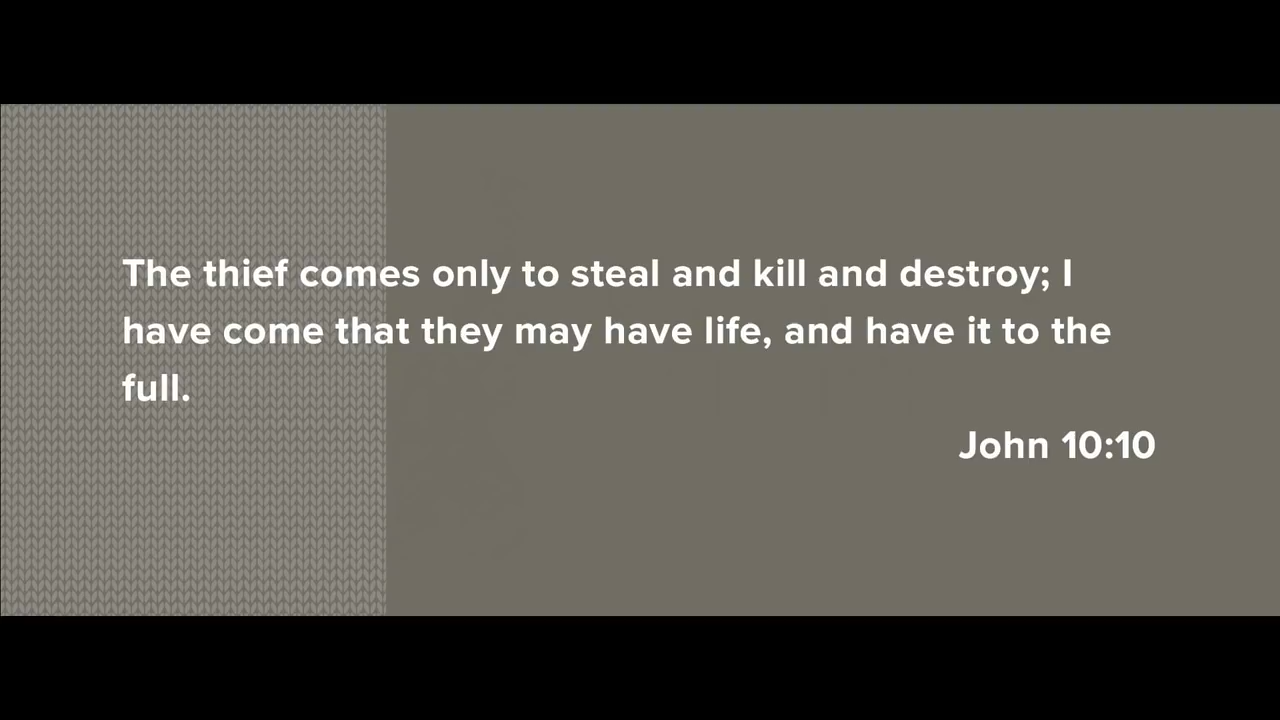 The thief comes only to steal and kill and destroy; I
have come that they may have life, and have it to the
full.
John 10:10